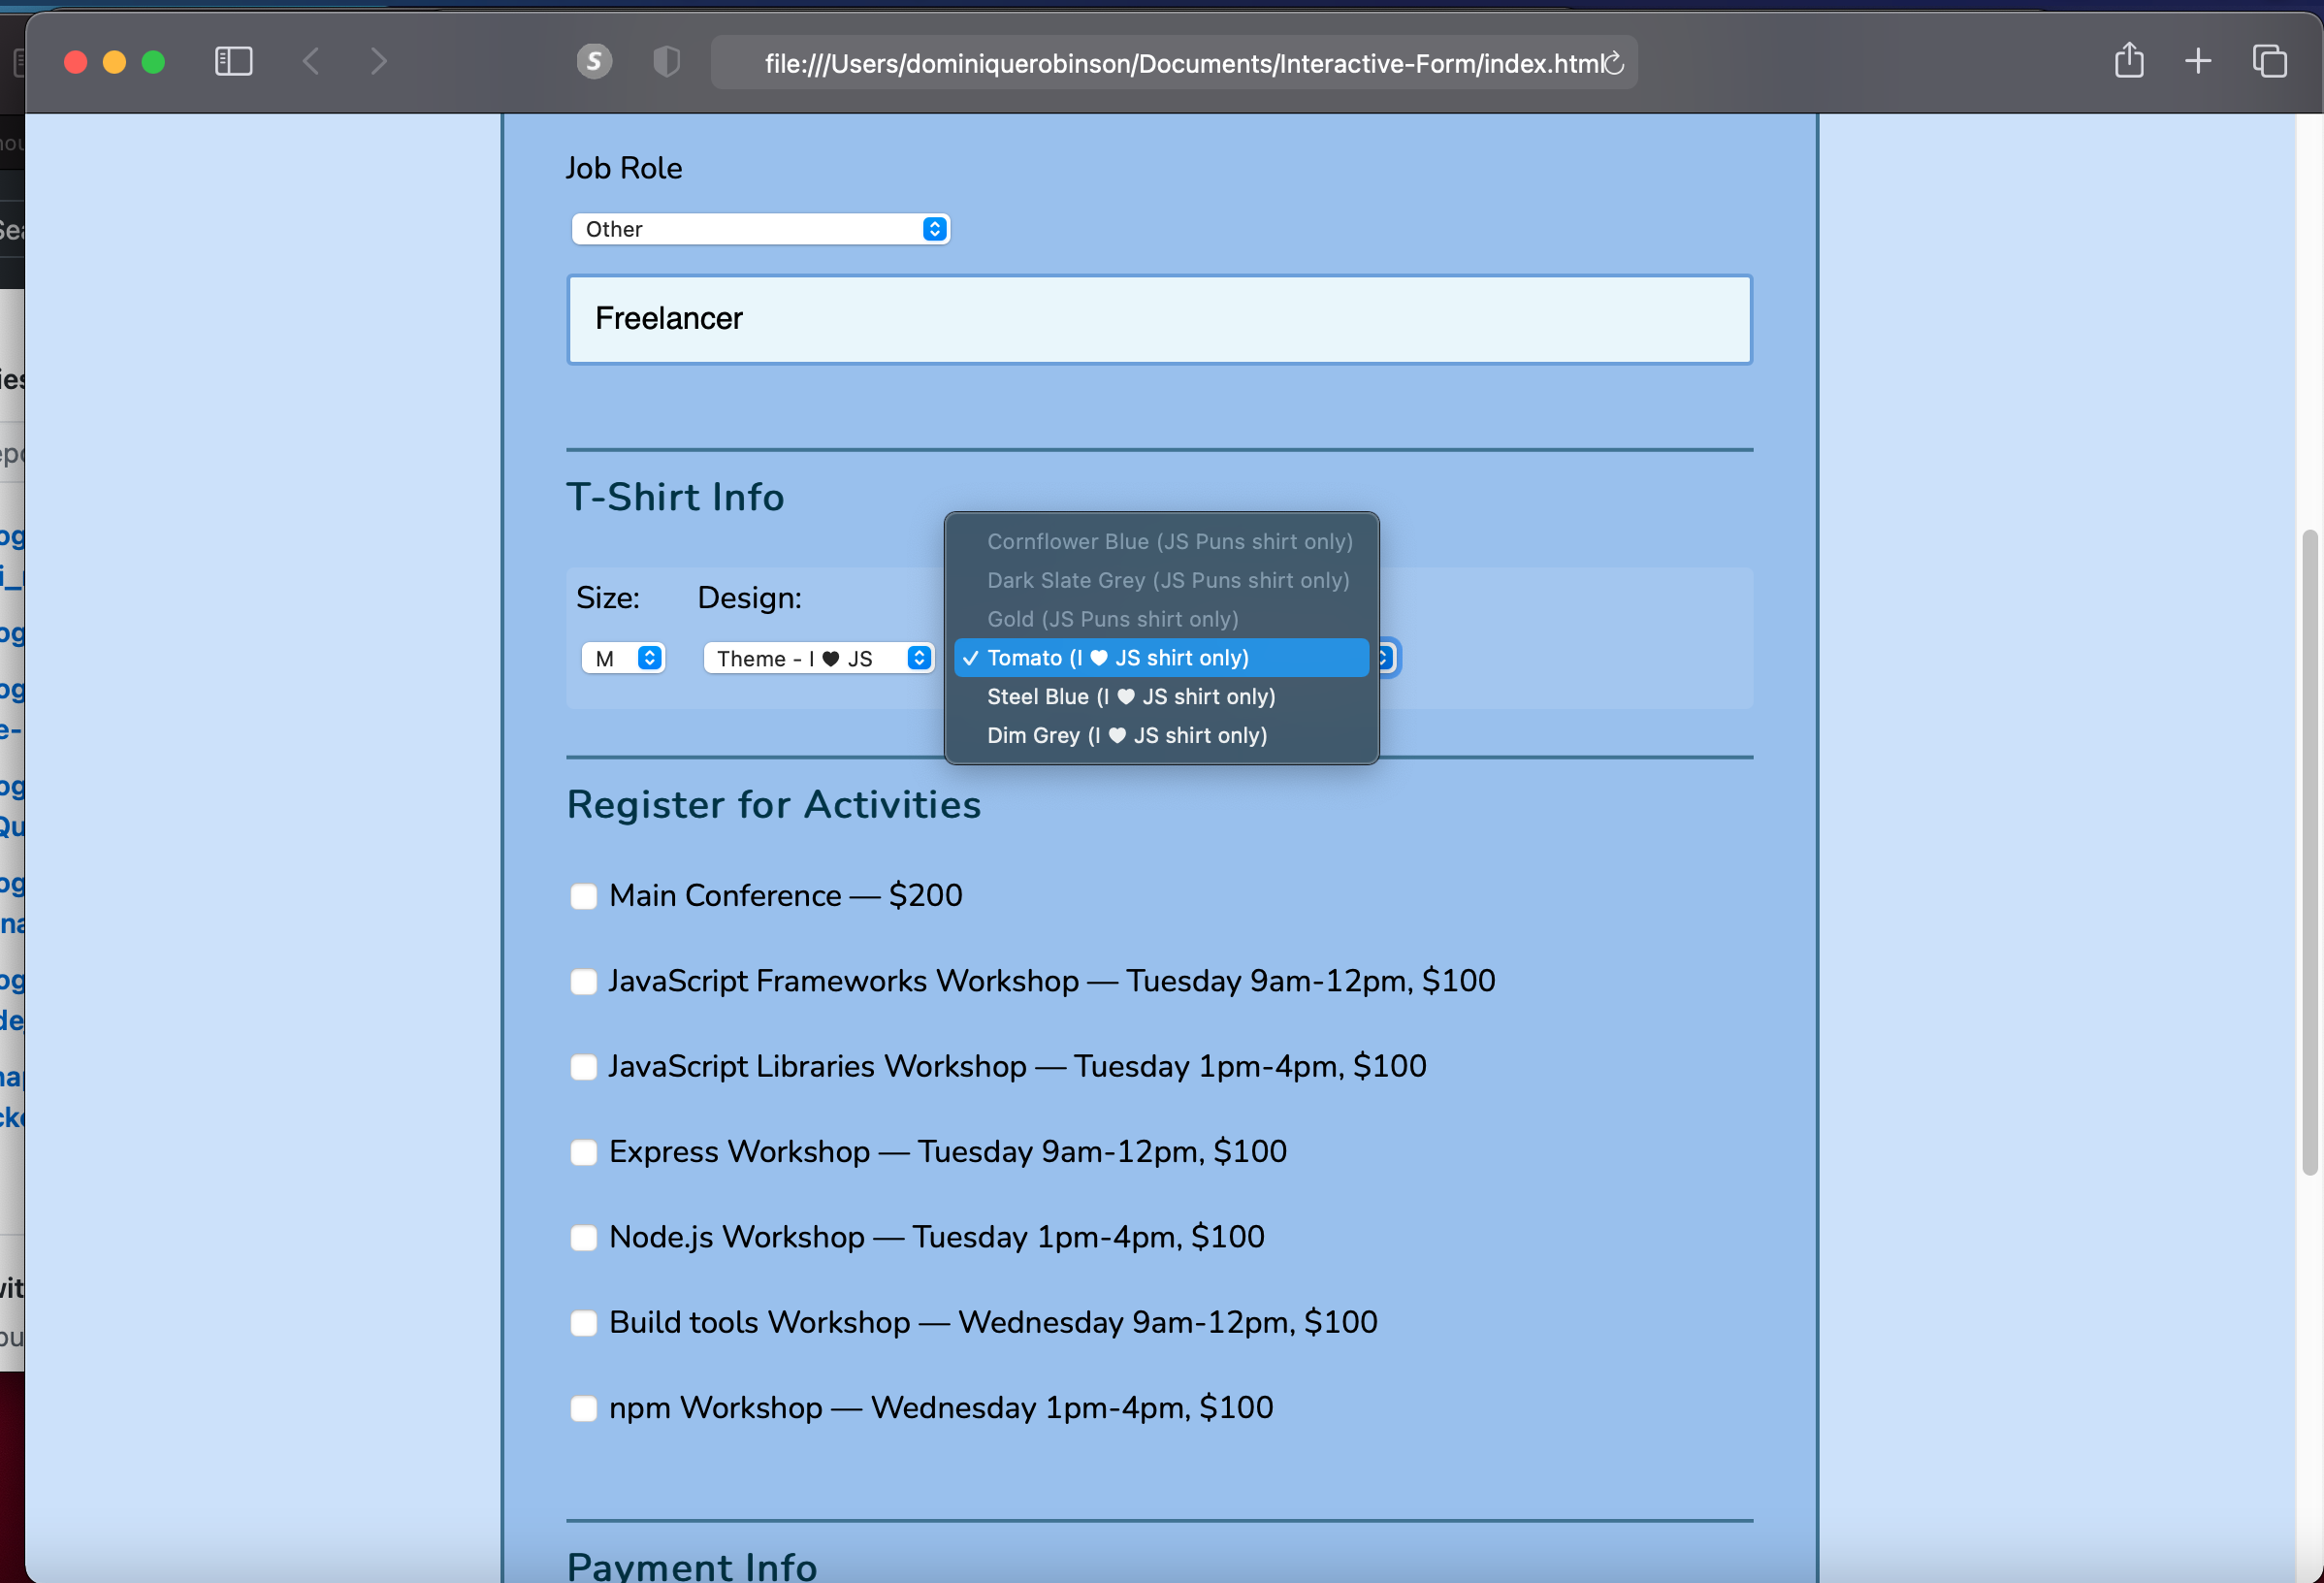 file:///Users/dominiquerobinson/Documents/Interactive-Form/index.html
Job Role
Other
Freelancer
T-Shirt Info
Cornflower Blue (JS Puns shirt only)
Dark Slate Grey (JS Puns shirt only)
Gold (JS Puns shirt only)
Size: Design:
M Theme - I ♥ JS ✓ Tomato (I ♥ JS shirt only)
Steel Blue (I ♥ JS shirt only)
Dim Grey (I ♥ JS shirt only)
Register for Activities
Main Conference — $200
JavaScript Frameworks Workshop — Tuesday 9am-12pm, $100
JavaScript Libraries Workshop — Tuesday 1pm-4pm, $100
Express Workshop — Tuesday 9am-12pm, $100
Node.js Workshop — Tuesday 1pm-4pm, $100
Build tools Workshop — Wednesday 9am-12pm, $100
npm Workshop — Wednesday 1pm-4pm, $100
Payment Info